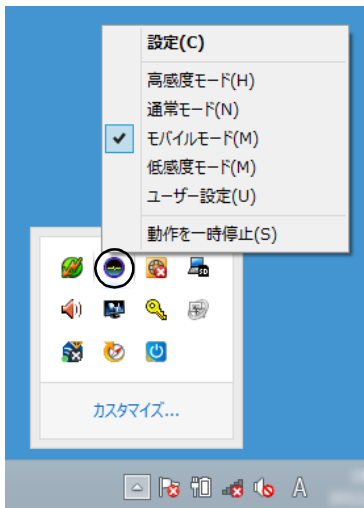 設定(C)
高感度モード(H)
通常モード(N)
モバイルモード(M)
低感度モード(M)
ユーザー設定(U)
動作を一時停止(S)
SD
カスタマイズ...
A